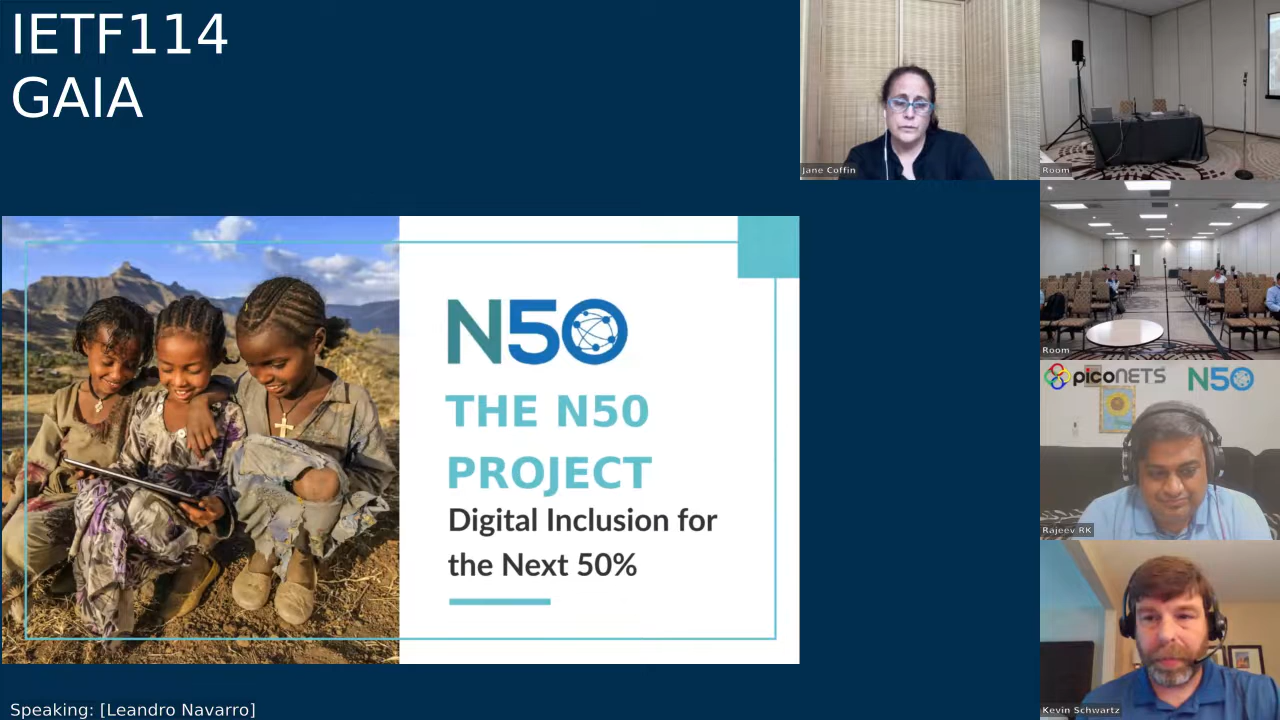 IETF114
GAIA
Jane Coffin
Room
Room
N50
THE N50
PROJECT
Digital Inclusion for
the Next 50%
picoNETS N50
Rajeev RK
Kevin Schwartz
Speaking: [Leandro Navarro]